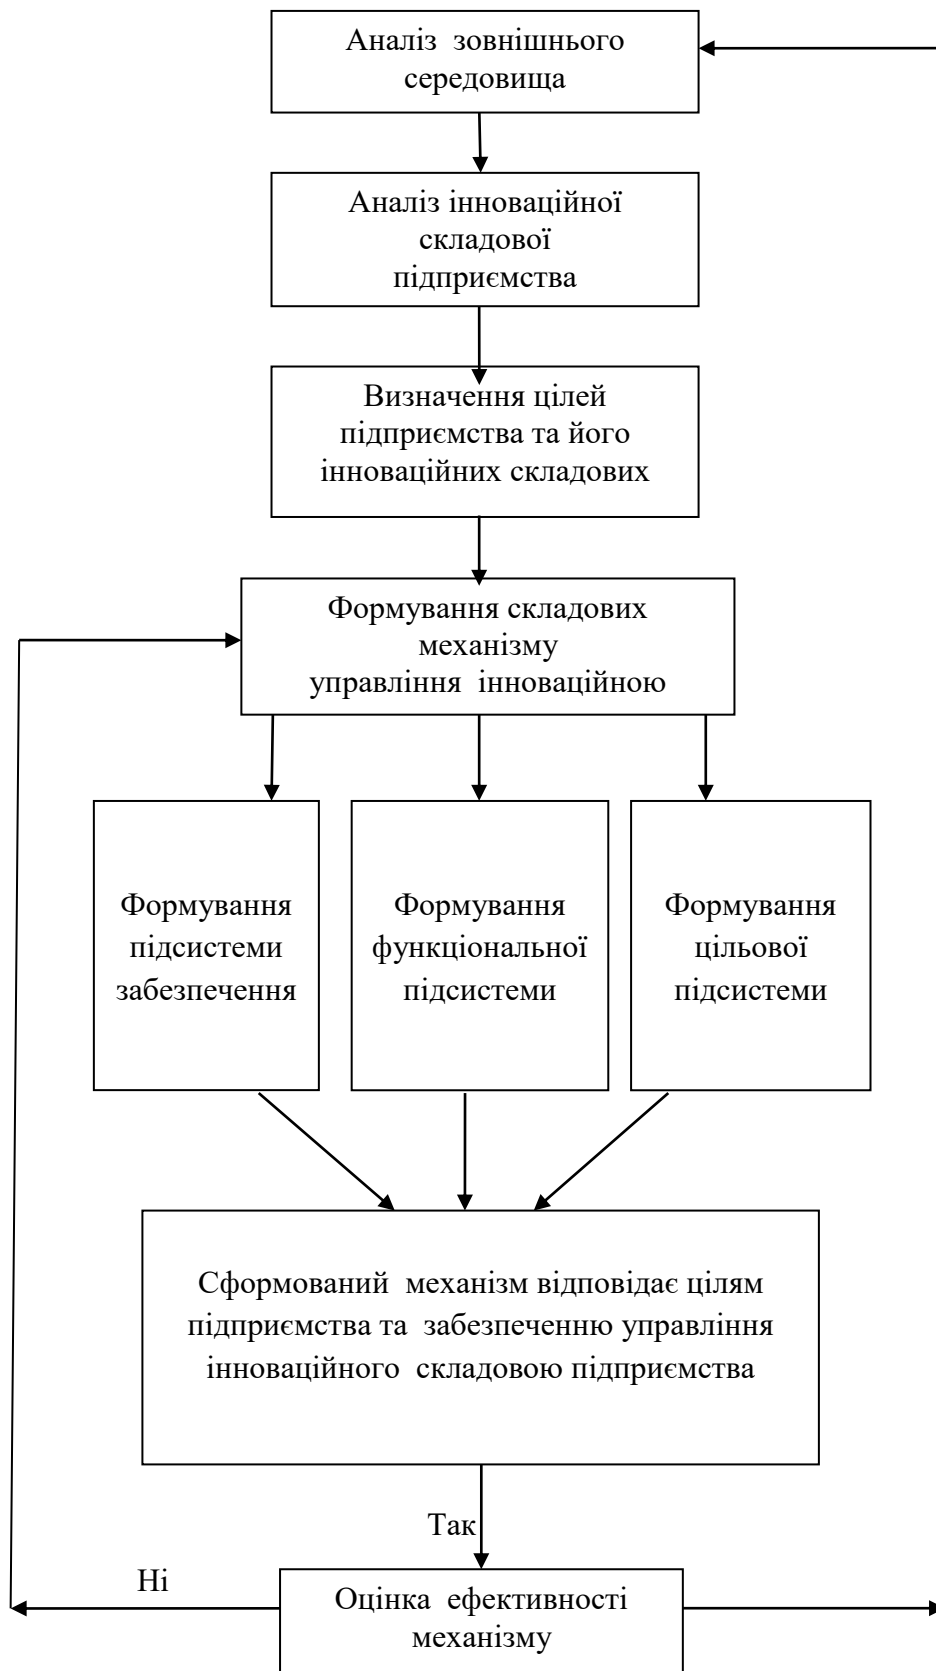 Аналіз зовнішнього
середовища
Аналіз інноваційної
складової
підприємства
Визначення цілей
підприємства та його
інноваційних складових
Формування складових
механізму
управління інноваційною
Формування
підсистеми
забезпечення
Формування
функціональної
підсистеми
Формування
цільової
підсистеми
Сформований механізм відповідає цілям
підприємства та забезпеченню управління
інноваційного складовою підприємства
Так
Ні
Оцінка ефективності
механізму